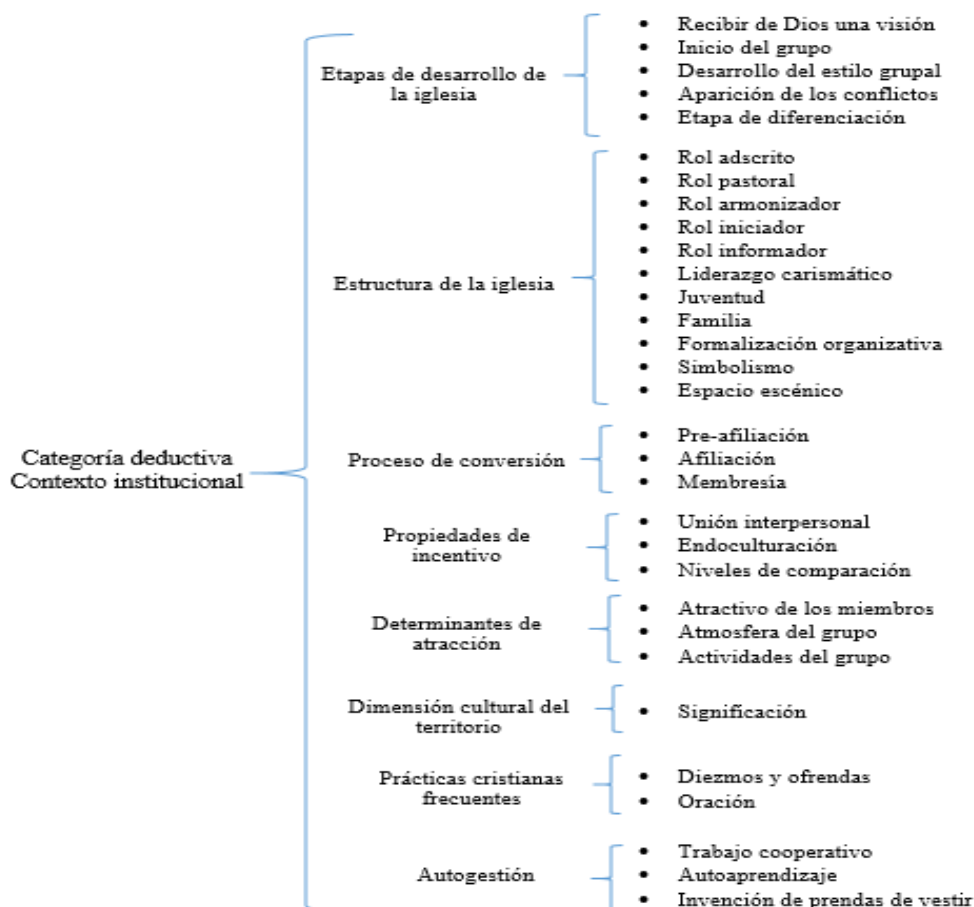 Categoría deductiva
Contexto institucional
Etapas de desarrollo de
la iglesia
• Recibir de Dios una visión
• Inicio del grupo
• Desarrollo del estilo grupal
• Aparición de los conflictos
• Etapa de diferenciación
Estructura de la iglesia
• Rol adscrito
• Rol pastoral
• Rol armonizador
• Rol iniciador
• Rol informador
• Liderazgo carismático
• Juventud
• Familia
• Formalización organizativa
• Simbolismo
• Espacio escénico
Proceso de conversión
• Pre-afiliación
• Afiliación
• Membresía
Propiedades de
incentivo
• Unión interpersonal
• Endoculturación
• Niveles de comparación
Determinantes de
atracción
• Atractivo de los miembros
• Atmosfera del grupo
• Actividades del grupo
Dimensión cultural del
territorio
• Significación
Prácticas cristianas
frecuentes
• Diezmos y ofrendas
• Oración
Autogestión
• Trabajo cooperativo
• Autoaprendizaje
• Invención de prendas de vestir